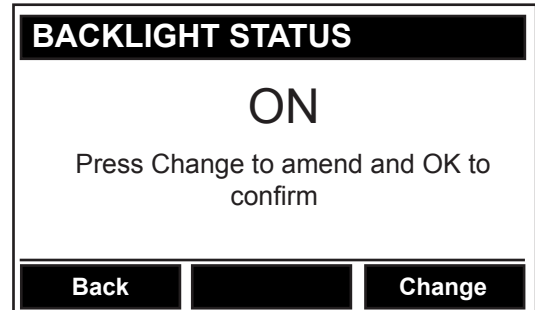 BACKLIGHT STATUS
ON
Press Change to amend and OK to
confirm
Back
Change